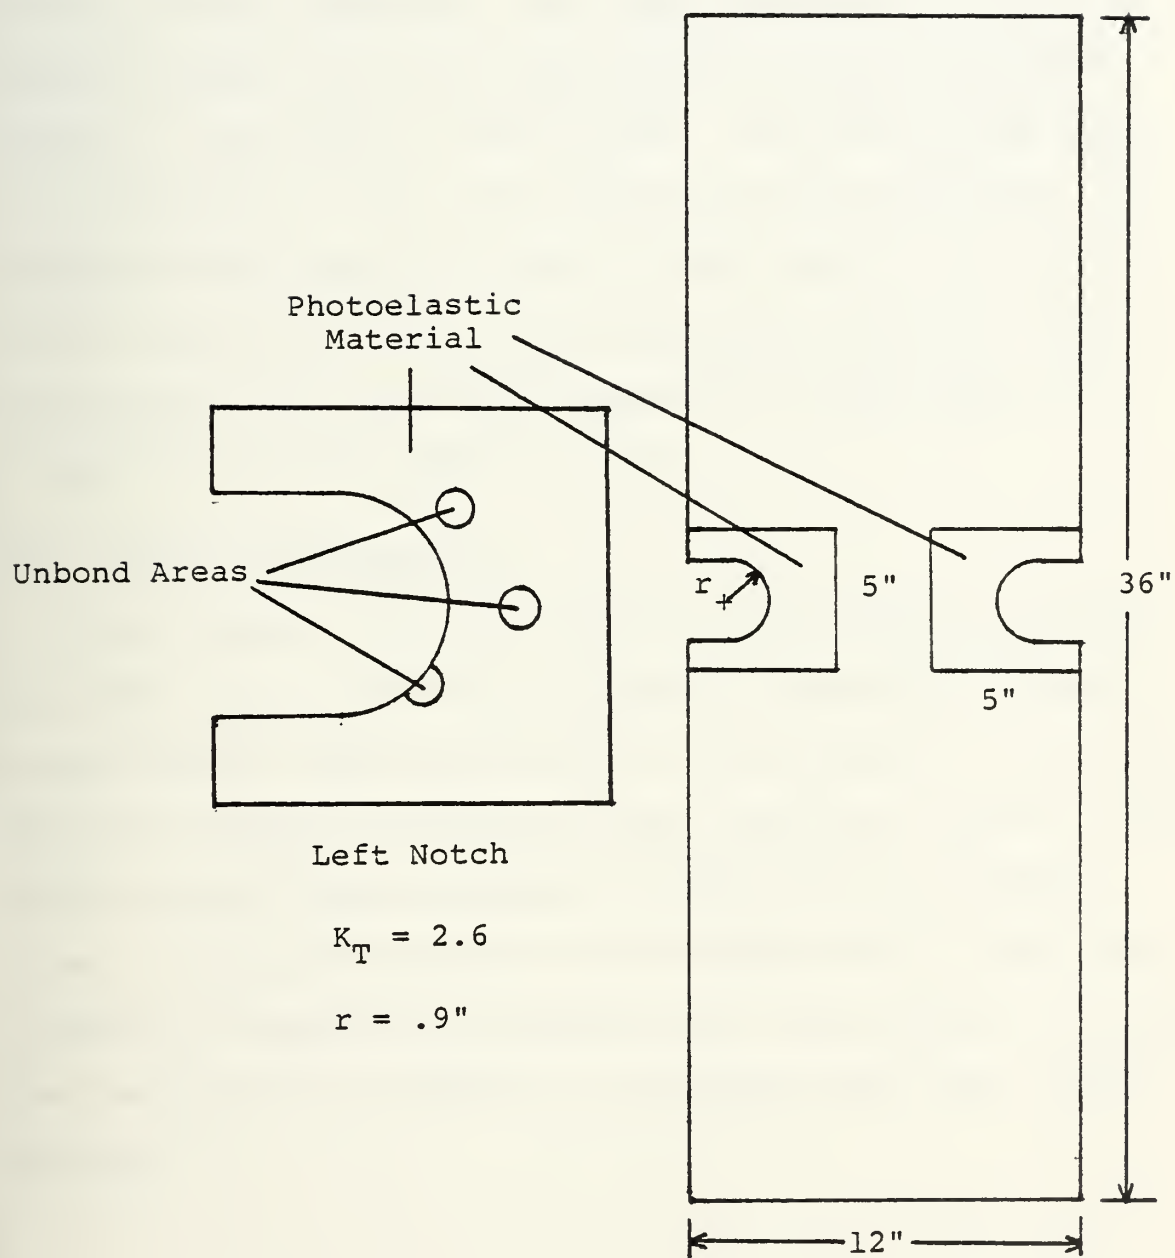 Photoelastic
Material
Unbond Areas
r
5"
36"
5"
Left Notch
K_T = 2.6
r = .9"
12"